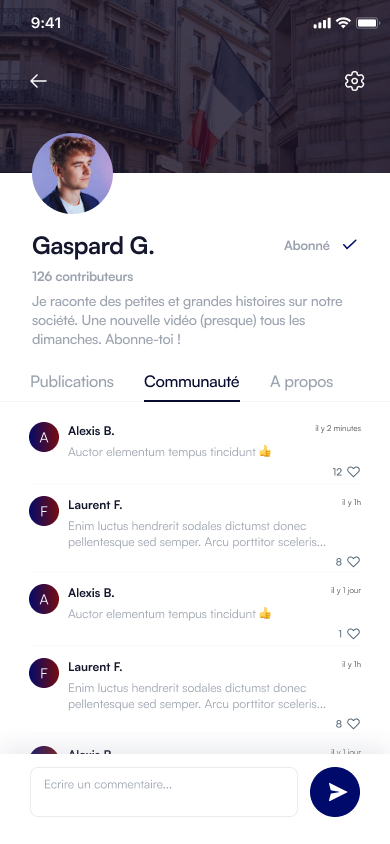 9:41
Gaspard G.
Abonné
126 contributeurs
Je raconte des petites et grandes histoires sur notre
société. Une nouvelle vidéo (presque) tous les
dimanches. Abonne-toi !
Publications Communauté A propos
A
Alexis B.
il y 2 minutes
Auctor elementum tempus tincidunt 👍
12
F
Laurent F.
il y 1h
Enim luctus hendrerit sodales dictumst donec
pellentesque sed semper. Arcu porttitor sceleris...
8
A
Alexis B.
il y 1 jour
Auctor elementum tempus tincidunt 👍
1
F
Laurent F.
il y 1h
Enim luctus hendrerit sodales dictumst donec
pellentesque sed semper. Arcu porttitor sceleris...
8
Alexis B.
il y 1 jour
Ecrire un commentaire...